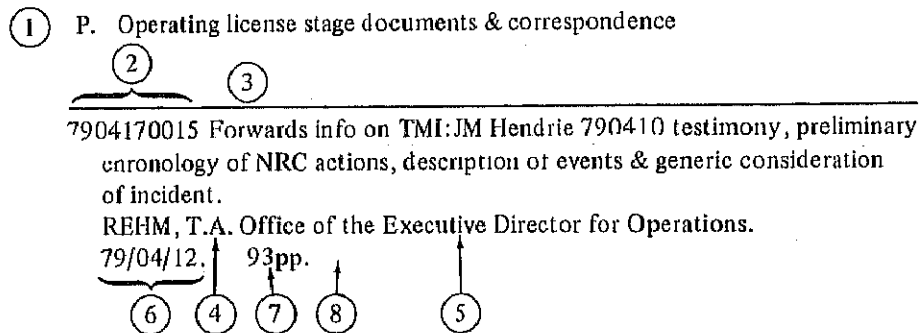 1 P. Operating license stage documents & correspondence
2 3
7904170015 Forwards info on TMI:JM Hendrie 790410 testimony, preliminary
cnronology of NRC actions, description of events & generic consideration
of incident.
REHM, T.A. Office of the Executive Director for Operations.
79/04/12. 93pp.
6 4 7 8 5